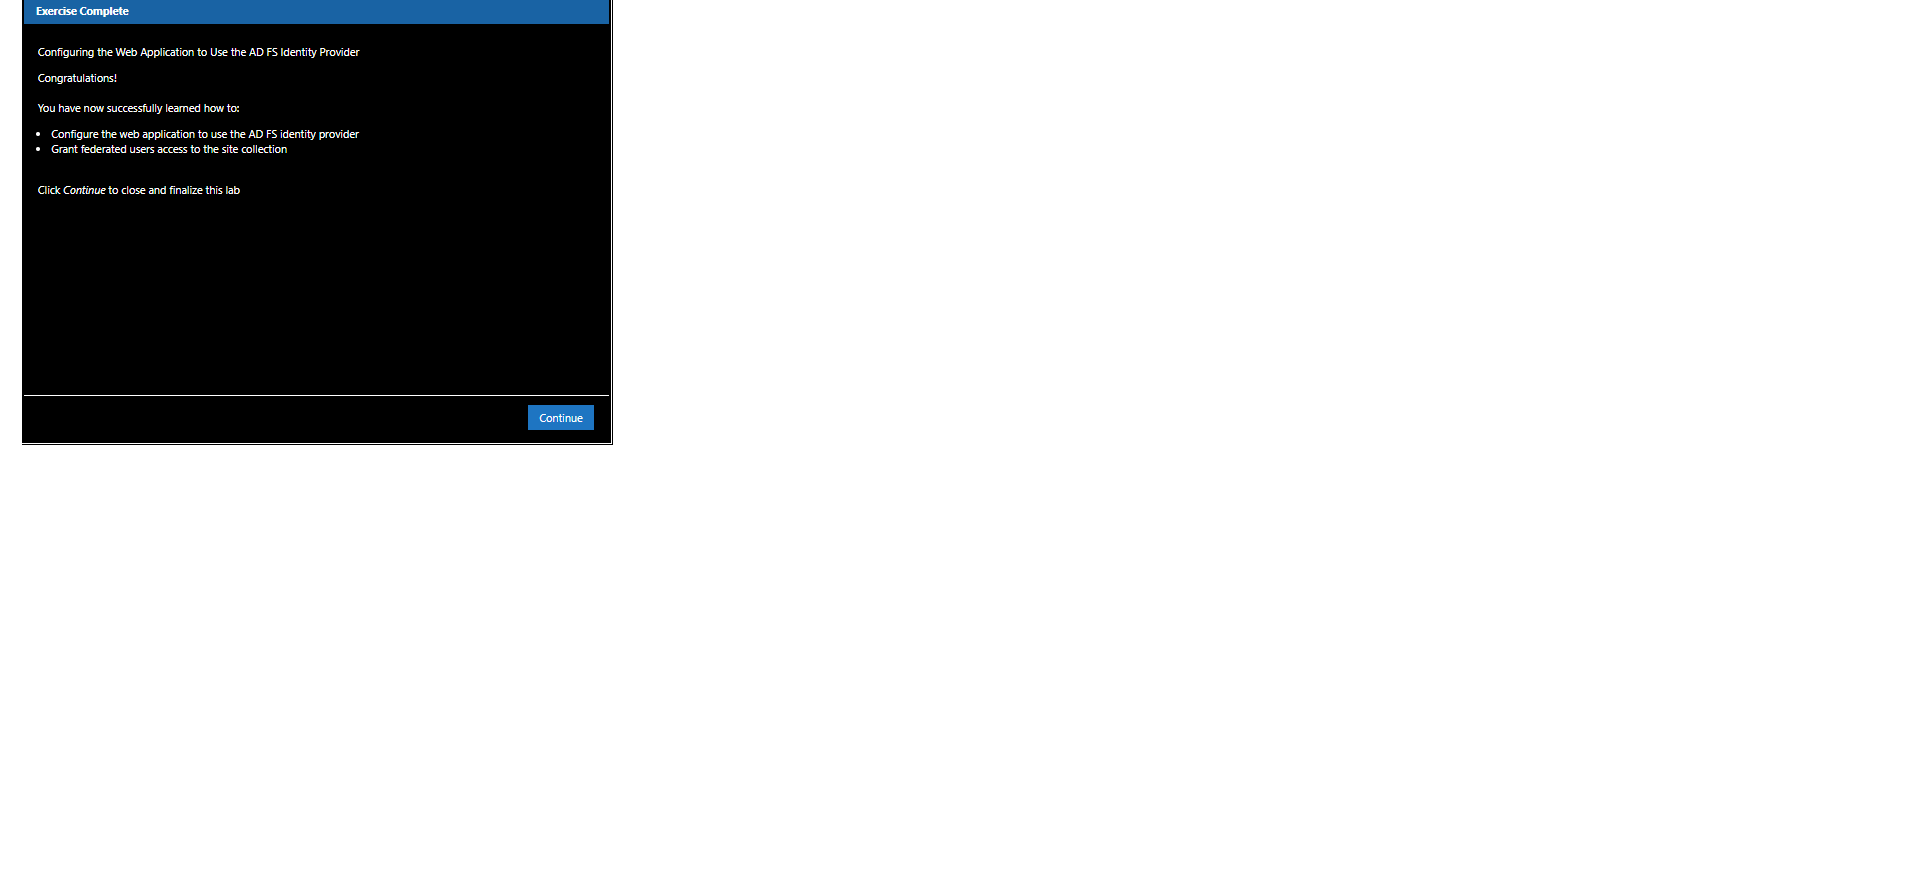 Exercise Complete
Configuring the Web Application to Use the AD FS Identity Provider
Congratulations!
You have now successfully learned how to:
• Configure the web application to use the AD FS identity provider
• Grant federated users access to the site collection
Click Continue to close and finalize this lab
Continue